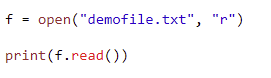 f = open("demofile.txt", "r")
print(f.read())